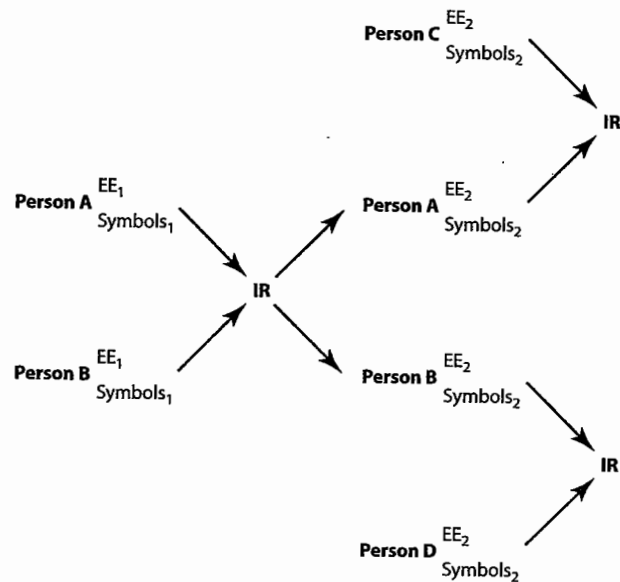 Person C EE₂
Symbols₂
IR
Person A EE₁
Symbols₁
Person A EE₂
Symbols₂
IR
Person B EE₁
Symbols₁
Person B EE₂
Symbols₂
IR
Person D EE₂
Symbols₂